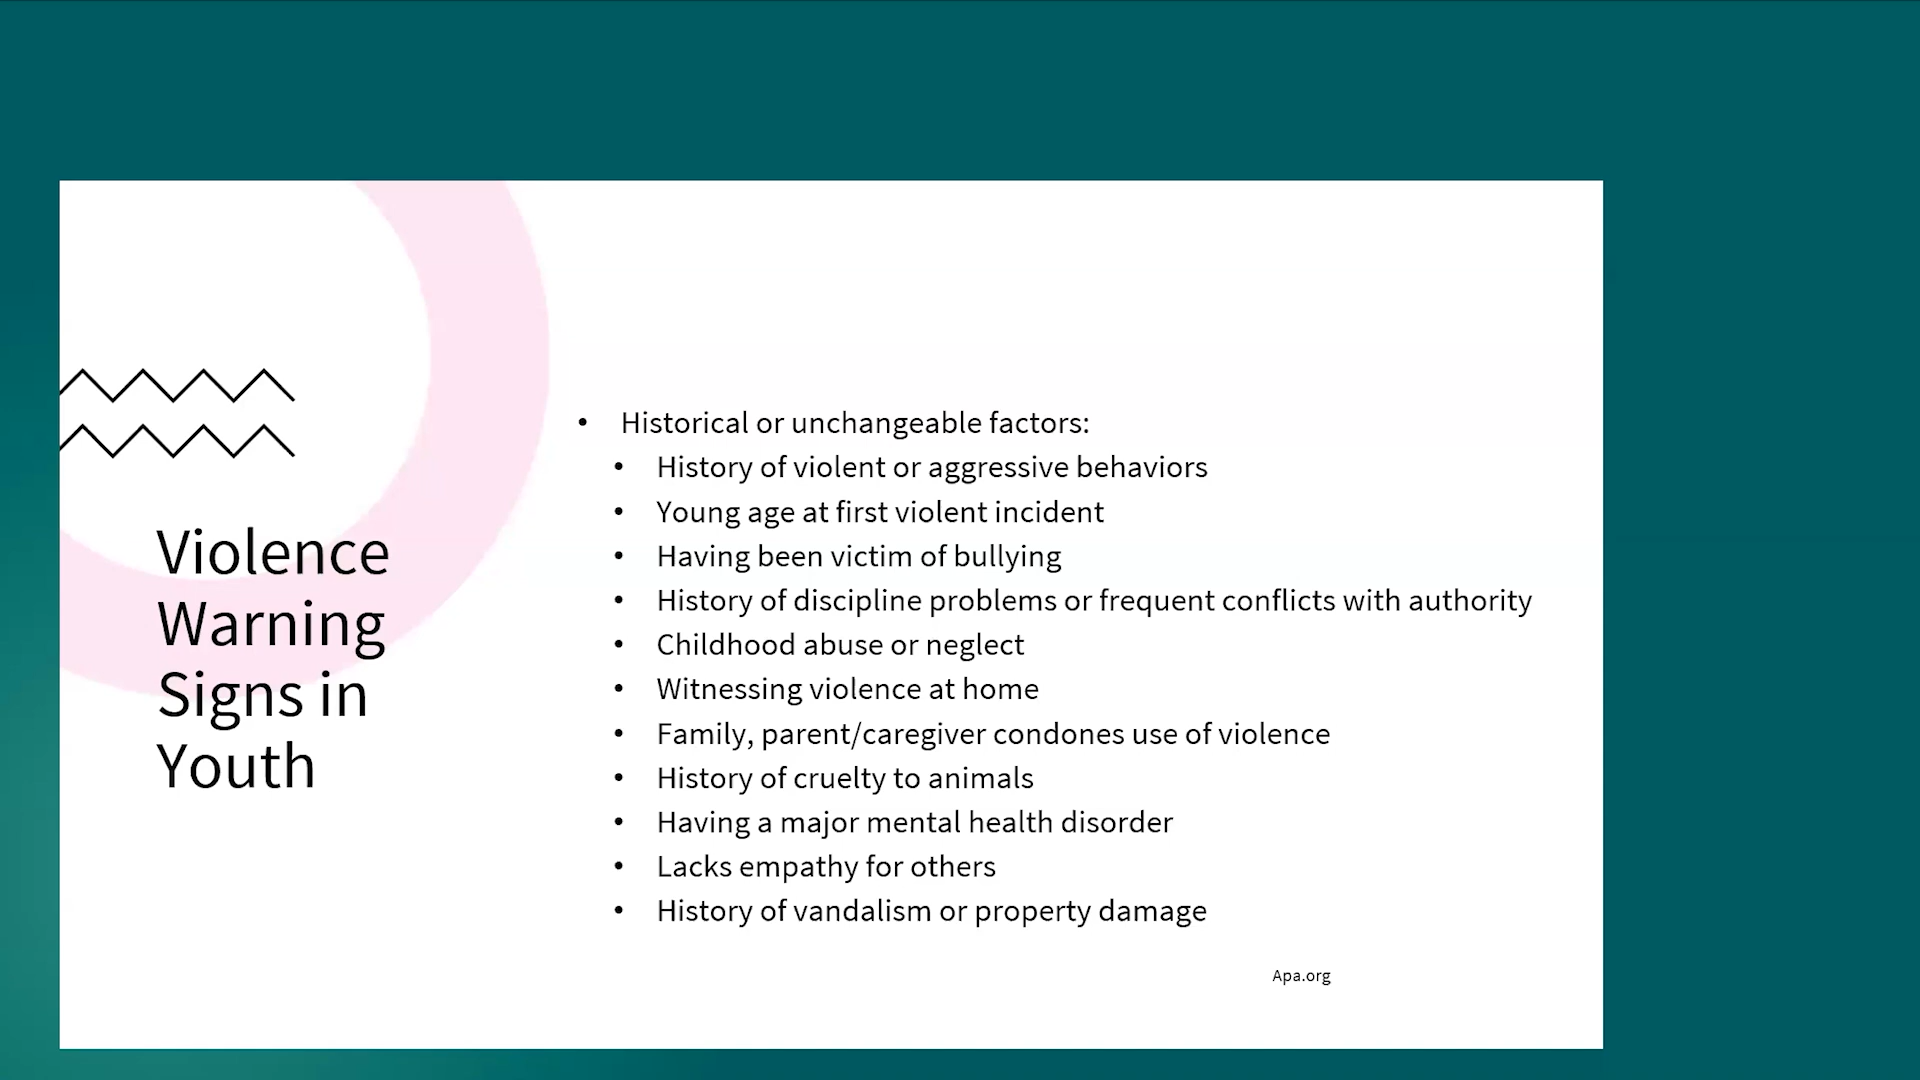 Violence
Warning
Signs in
Youth
• Historical or unchangeable factors:
• History of violent or aggressive behaviors
• Young age at first violent incident
• Having been victim of bullying
• History of discipline problems or frequent conflicts with authority
• Childhood abuse or neglect
• Witnessing violence at home
• Family, parent/caregiver condones use of violence
• History of cruelty to animals
• Having a major mental health disorder
• Lacks empathy for others
• History of vandalism or property damage
Apa.org